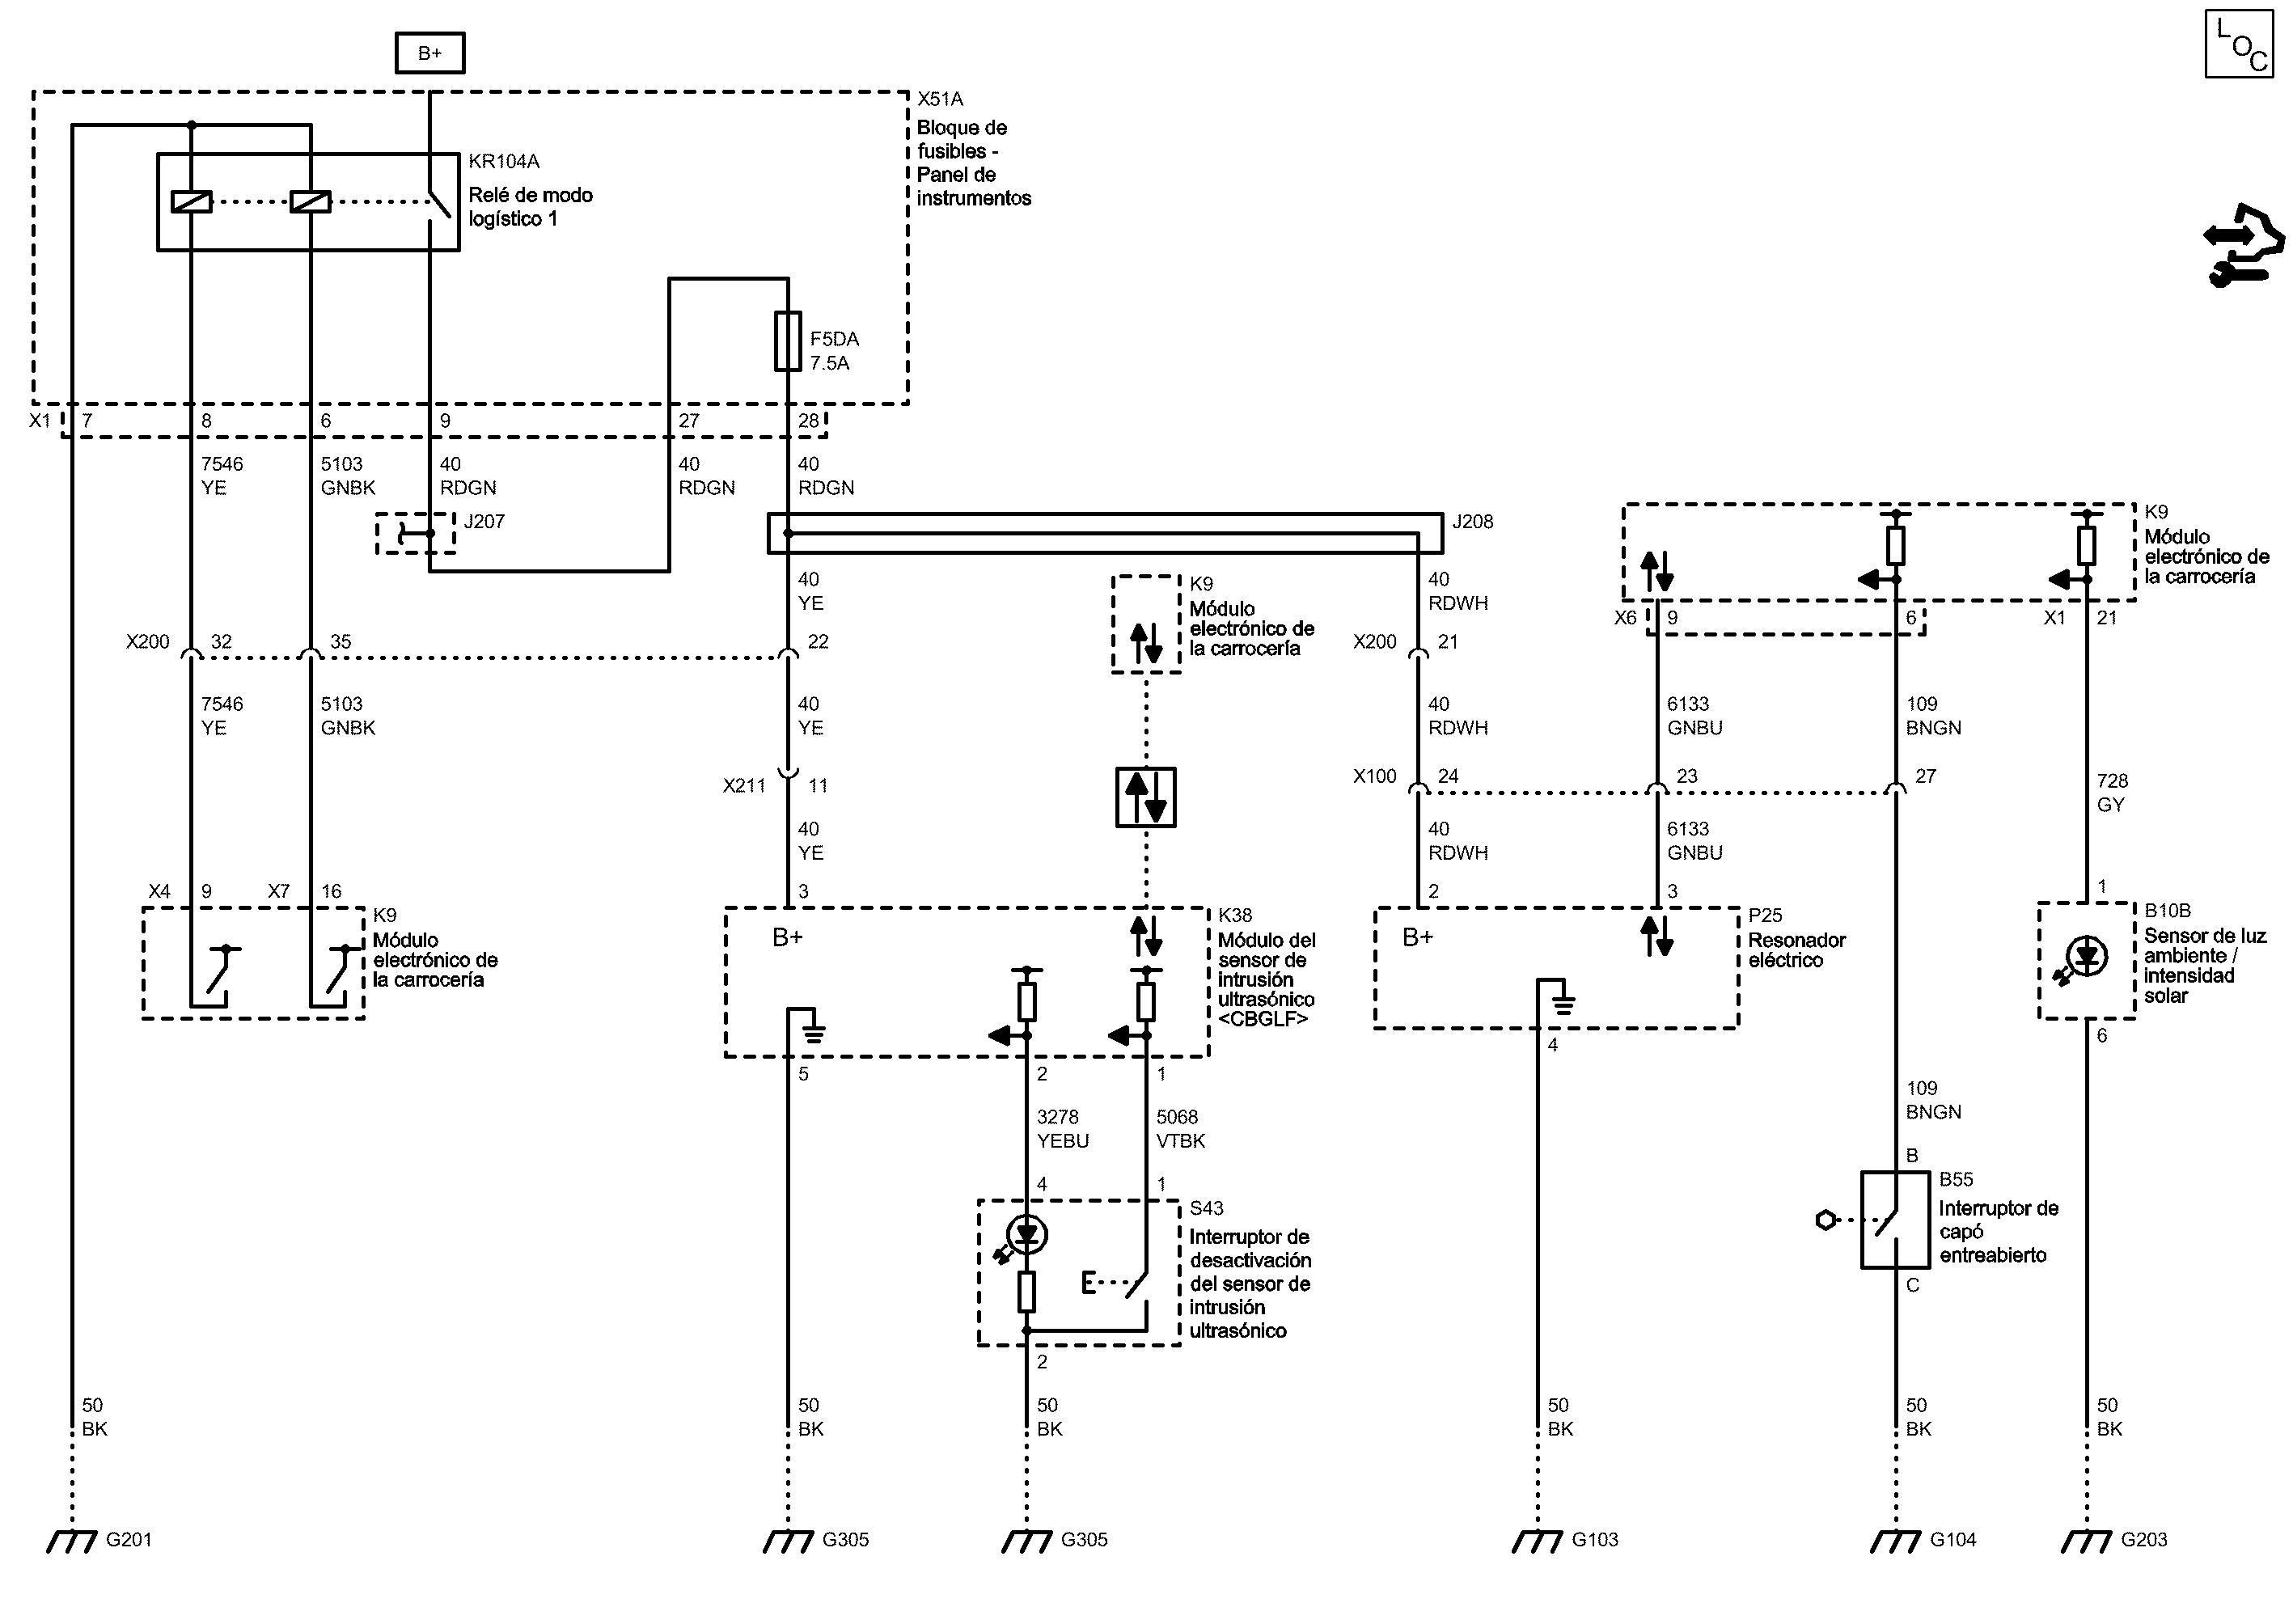 LOC
B+
X51A
Bloque de
fusibles -
Panel de
instrumentos
KR104A
Relé de modo
logístico 1
F5DA
7.5A
X1 7 8 6 9 27 28
7546 5103 40 40 40
YE GNBK RDGN RDGN RDGN
J207
J208
K9
Módulo
electrónico de
la carrocería
40
YE
K9
Módulo
electrónico de
la carrocería
40
RDWH
X6 9 6 X1 21
X200 32 35 22
X200 21
7546 5103 40 40 6133 109
YE GNBK YE RDWH GNBU BNGN
X211 11
X100 24 23 27
728
GY
40 40 6133
YE RDWH GNBU
X4 9 X7 16
K9
Módulo
electrónico de
la carrocería
3
B+
K38
Módulo del
sensor de
intrusión
ultrasónico
<CBGLF>
5 2 1
2 3
B+
P25
Resonador
eléctrico
4
1
B10B
Sensor de luz
ambiente /
intensidad
solar
6
3278 5068
YEBU VTBK
109
BNGN
4 1
S43
Interruptor de
desactivación
del sensor de
intrusión
ultrasónico
2
B
B55
Interruptor de
capó
entreabierto
C
50 50 50 50 50 50
BK BK BK BK BK BK
G201 G305 G305 G103 G104 G203